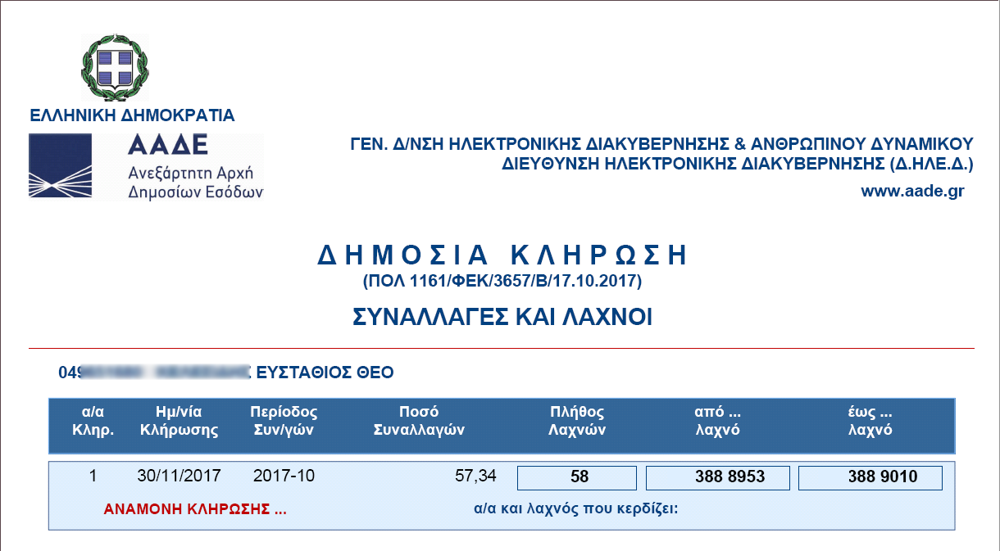 ΕΛΛΗΝΙΚΗ ΔΗΜΟΚΡΑΤΙΑ
ΑΑΔΕ
Ανεξάρτητη Αρχή
Δημοσίων Εσόδων
ΓΕΝ. Δ/ΝΣΗ ΗΛΕΚΤΡΟΝΙΚΗΣ ΔΙΑΚΥΒΕΡΝΗΣΗΣ & ΑΝΘΡΩΠΙΝΟΥ ΔΥΝΑΜΙΚΟΥ
ΔΙΕΥΘΥΝΣΗ ΗΛΕΚΤΡΟΝΙΚΗΣ ΔΙΑΚΥΒΕΡΝΗΣΗΣ (Δ.ΗΛΕ.Δ.)
www.aade.gr
ΔΗΜΟΣΙΑ ΚΛΗΡΩΣΗ
(ΠΟΛ 1161/ΦΕΚ/3657/Β/17.10.2017)
ΣΥΝΑΛΛΑΓΕΣ ΚΑΙ ΛΑΧΝΟΙ
ΕΥΣΤΑΘΙΟΣ ΘΕΟ
α/α Ημ/νία Περίοδος Ποσό Πλήθος από ... έως ...
Κληρ. Κλήρωσης Συν/γών Συναλλαγών Λαχνών λαχνό λαχνό
1 30/11/2017 2017-10 57,34 58 388 8953 388 9010
ΑΝΑΜΟΝΗ ΚΛΗΡΩΣΗΣ ... α/α και λαχνός που κερδίζει: